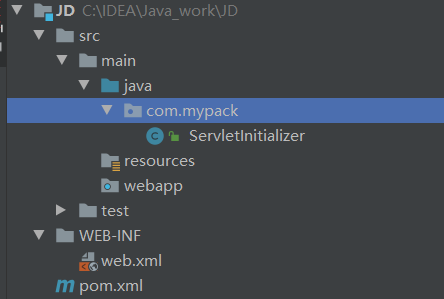 JD C:\IDEA\Java_work\JD
src
main
java
com.mypack
ServletInitializer
resources
webapp
test
WEB-INF
web.xml
pom.xml